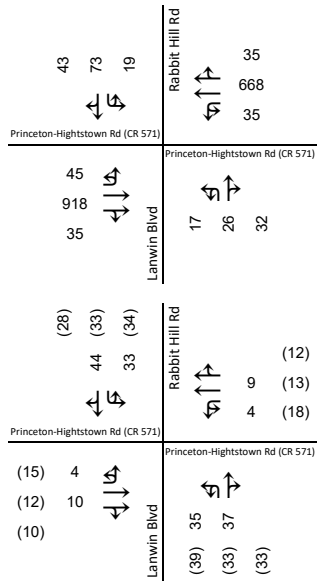 43 73 19
Rabbit Hill Rd
35
668
35
Princeton-Hightstown Rd (CR 571)
Princeton-Hightstown Rd (CR 571)
45
918
35
Lanwin Blvd
17 26 32
(28) (33) (34)
44 33
Rabbit Hill Rd
(12)
9 (13)
4 (18)
Princeton-Hightstown Rd (CR 571)
Princeton-Hightstown Rd (CR 571)
(15) 4
(12) 10
(10)
Lanwin Blvd
35 37
(39) (33) (33)